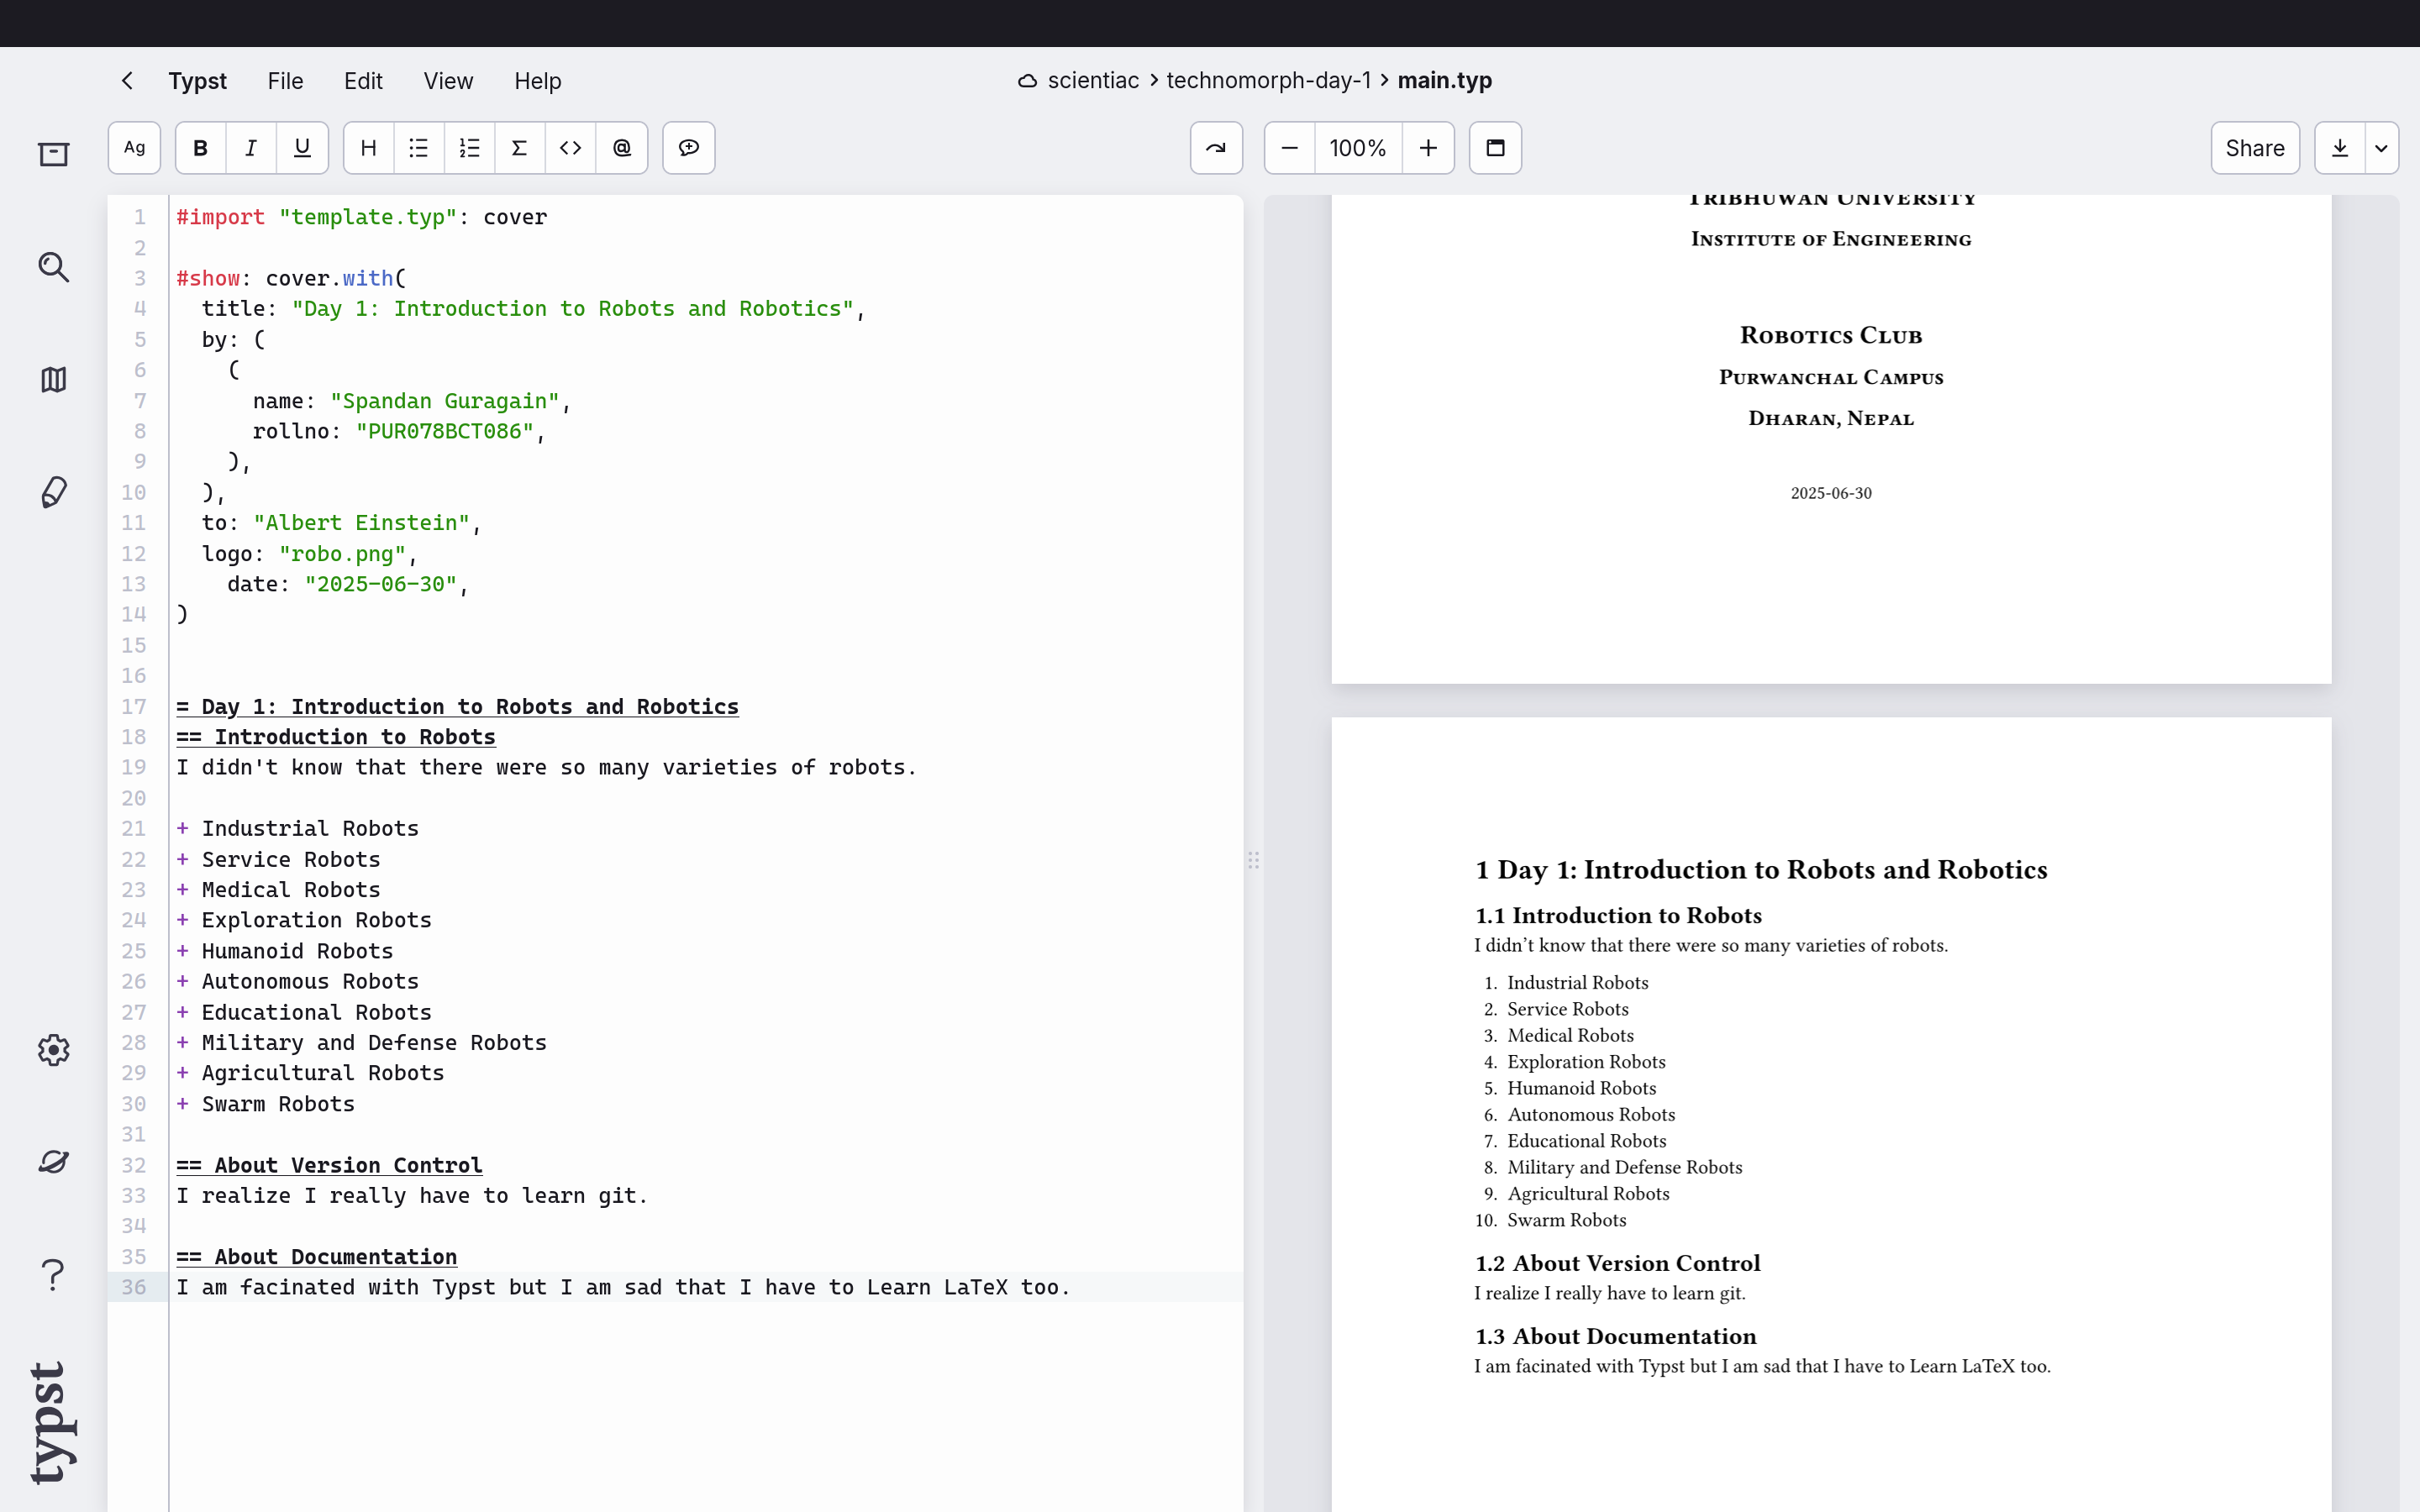 Typst File Edit View Help
scientiac > technomorph-day-1 > main.typ
Ag B I U H Σ <> @
100%
Share
1 #import "template.typ": cover
2
3 #show: cover.with(
4 title: "Day 1: Introduction to Robots and Robotics",
5 by: (
6 (
7 name: "Spandan Guragain",
8 rollno: "PUR078BCT086",
9 ),
10 ),
11 to: "Albert Einstein",
12 logo: "robo.png",
13 date: "2025-06-30",
14 )
15
16
17 = Day 1: Introduction to Robots and Robotics
18 == Introduction to Robots
19 I didn't know that there were so many varieties of robots.
20
21 + Industrial Robots
22 + Service Robots
23 + Medical Robots
24 + Exploration Robots
25 + Humanoid Robots
26 + Autonomous Robots
27 + Educational Robots
28 + Military and Defense Robots
29 + Agricultural Robots
30 + Swarm Robots
31
32 == About Version Control
33 I realize I really have to learn git.
34
35 == About Documentation
36 I am facinated with Typst but I am sad that I have to Learn LaTeX too.
typst
Tribhuwan University
Institute of Engineering
Robotics Club
Purwanchal Campus
Dharan, Nepal
2025-06-30
1 Day 1: Introduction to Robots and Robotics
1.1 Introduction to Robots
I didn’t know that there were so many varieties of robots.
1. Industrial Robots
2. Service Robots
3. Medical Robots
4. Exploration Robots
5. Humanoid Robots
6. Autonomous Robots
7. Educational Robots
8. Military and Defense Robots
9. Agricultural Robots
10. Swarm Robots
1.2 About Version Control
I realize I really have to learn git.
1.3 About Documentation
I am facinated with Typst but I am sad that I have to Learn LaTeX too.